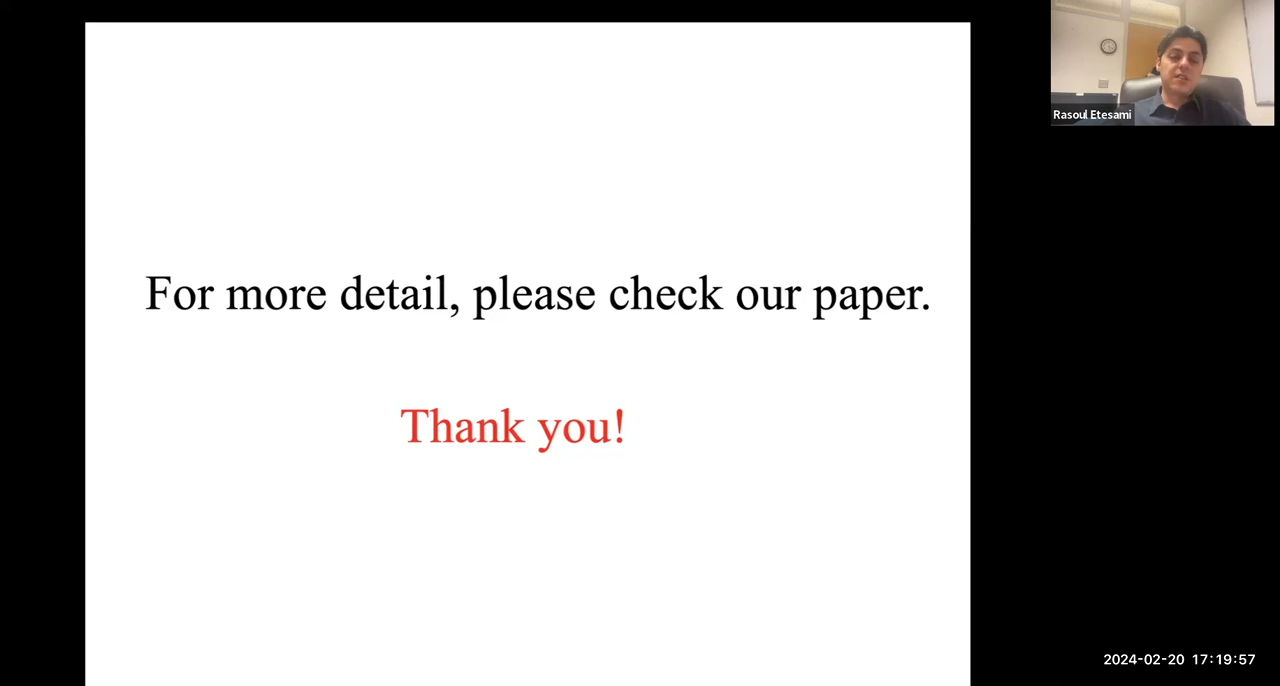 For more detail, please check our paper.
Thank you!
Rasoul Etesami
2024-02-20 17:19:57